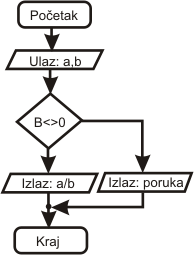 Početak
Ulaz: a,b
B<>0
Izlaz: a/b
Izlaz: poruka
Kraj